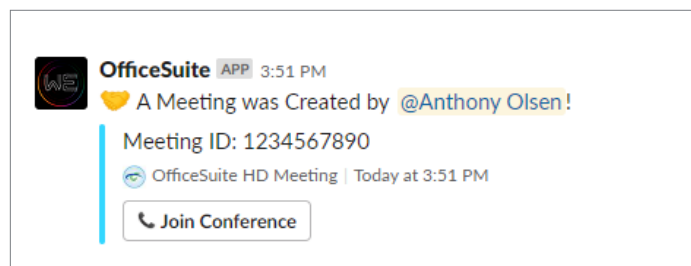 WE
OfficeSuite APP 3:51 PM
A Meeting was Created by @Anthony Olsen!
Meeting ID: 1234567890
OfficeSuite HD Meeting | Today at 3:51 PM
Join Conference